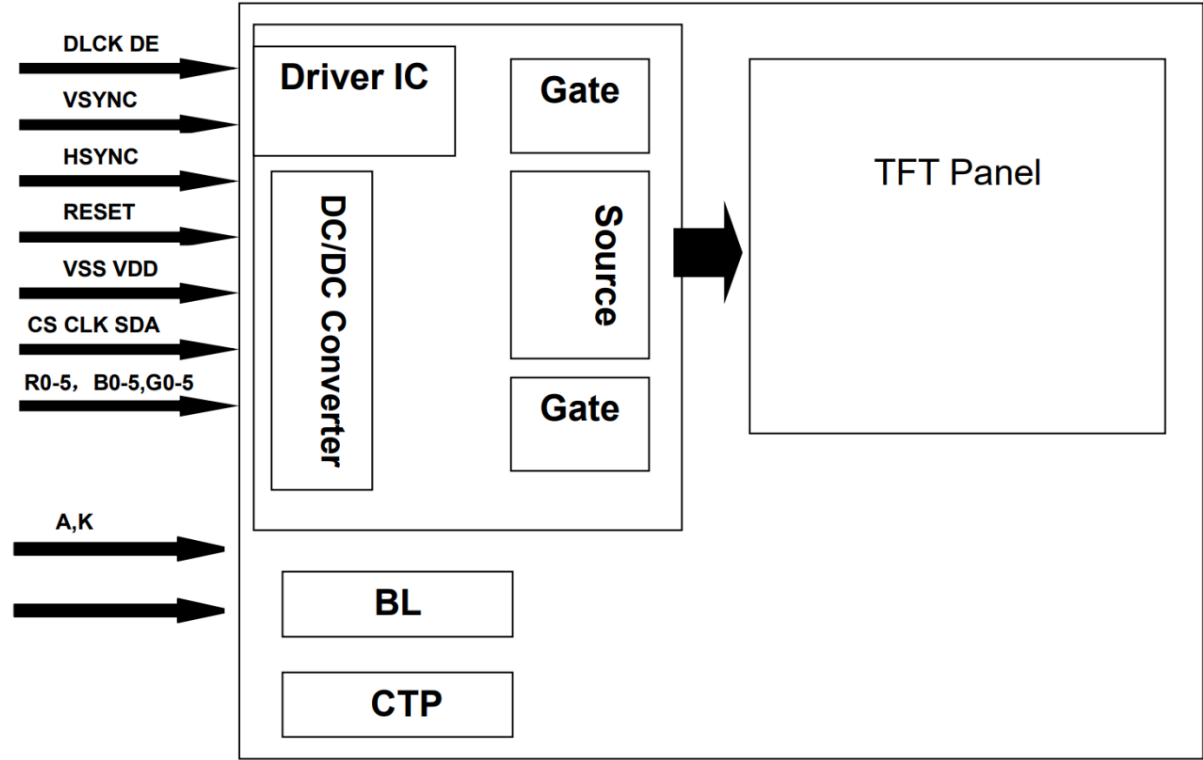 DLCK DE
VSYNC
HSYNC
RESET
VSS VDD
CS CLK SDA
R0-5，B0-5,G0-5
A,K
Driver IC
DC/DC Converter
Gate
Source
Gate
BL
CTP
TFT Panel